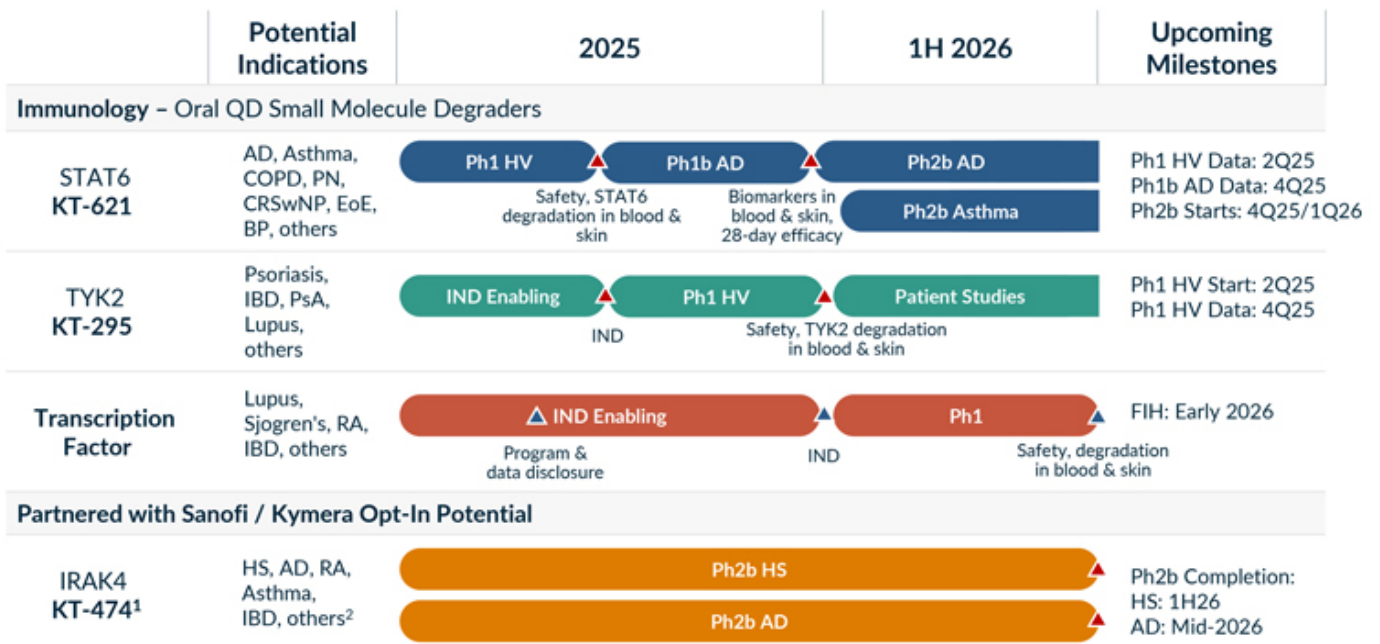 Potential
Indications
2025
1H 2026
Upcoming
Milestones
Immunology – Oral QD Small Molecule Degraders
STAT6
KT-621
AD, Asthma,
COPD, PN,
CRSwNP, EoE,
BP, others
Ph1 HV
Ph1b AD
Ph2b AD
Safety, STAT6
degradation in blood &
skin
Biomarkers in
blood & skin,
28-day efficacy
Ph2b Asthma
Ph1 HV Data: 2Q25
Ph1b AD Data: 4Q25
Ph2b Starts: 4Q25/1Q26
TYK2
KT-295
Psoriasis,
IBD, PsA,
Lupus,
others
IND Enabling
Ph1 HV
Patient Studies
IND
Safety, TYK2 degradation
in blood & skin
Ph1 HV Start: 2Q25
Ph1 HV Data: 4Q25
Transcription
Factor
Lupus,
Sjogren's, RA,
IBD, others
IND Enabling
Ph1
Program &
data disclosure
IND
Safety, degradation
in blood & skin
FIH: Early 2026
Partnered with Sanofi / Kymera Opt-In Potential
IRAK4
KT-474¹
HS, AD, RA,
Asthma,
IBD, others²
Ph2b HS
Ph2b AD
Ph2b Completion:
HS: 1H26
AD: Mid-2026